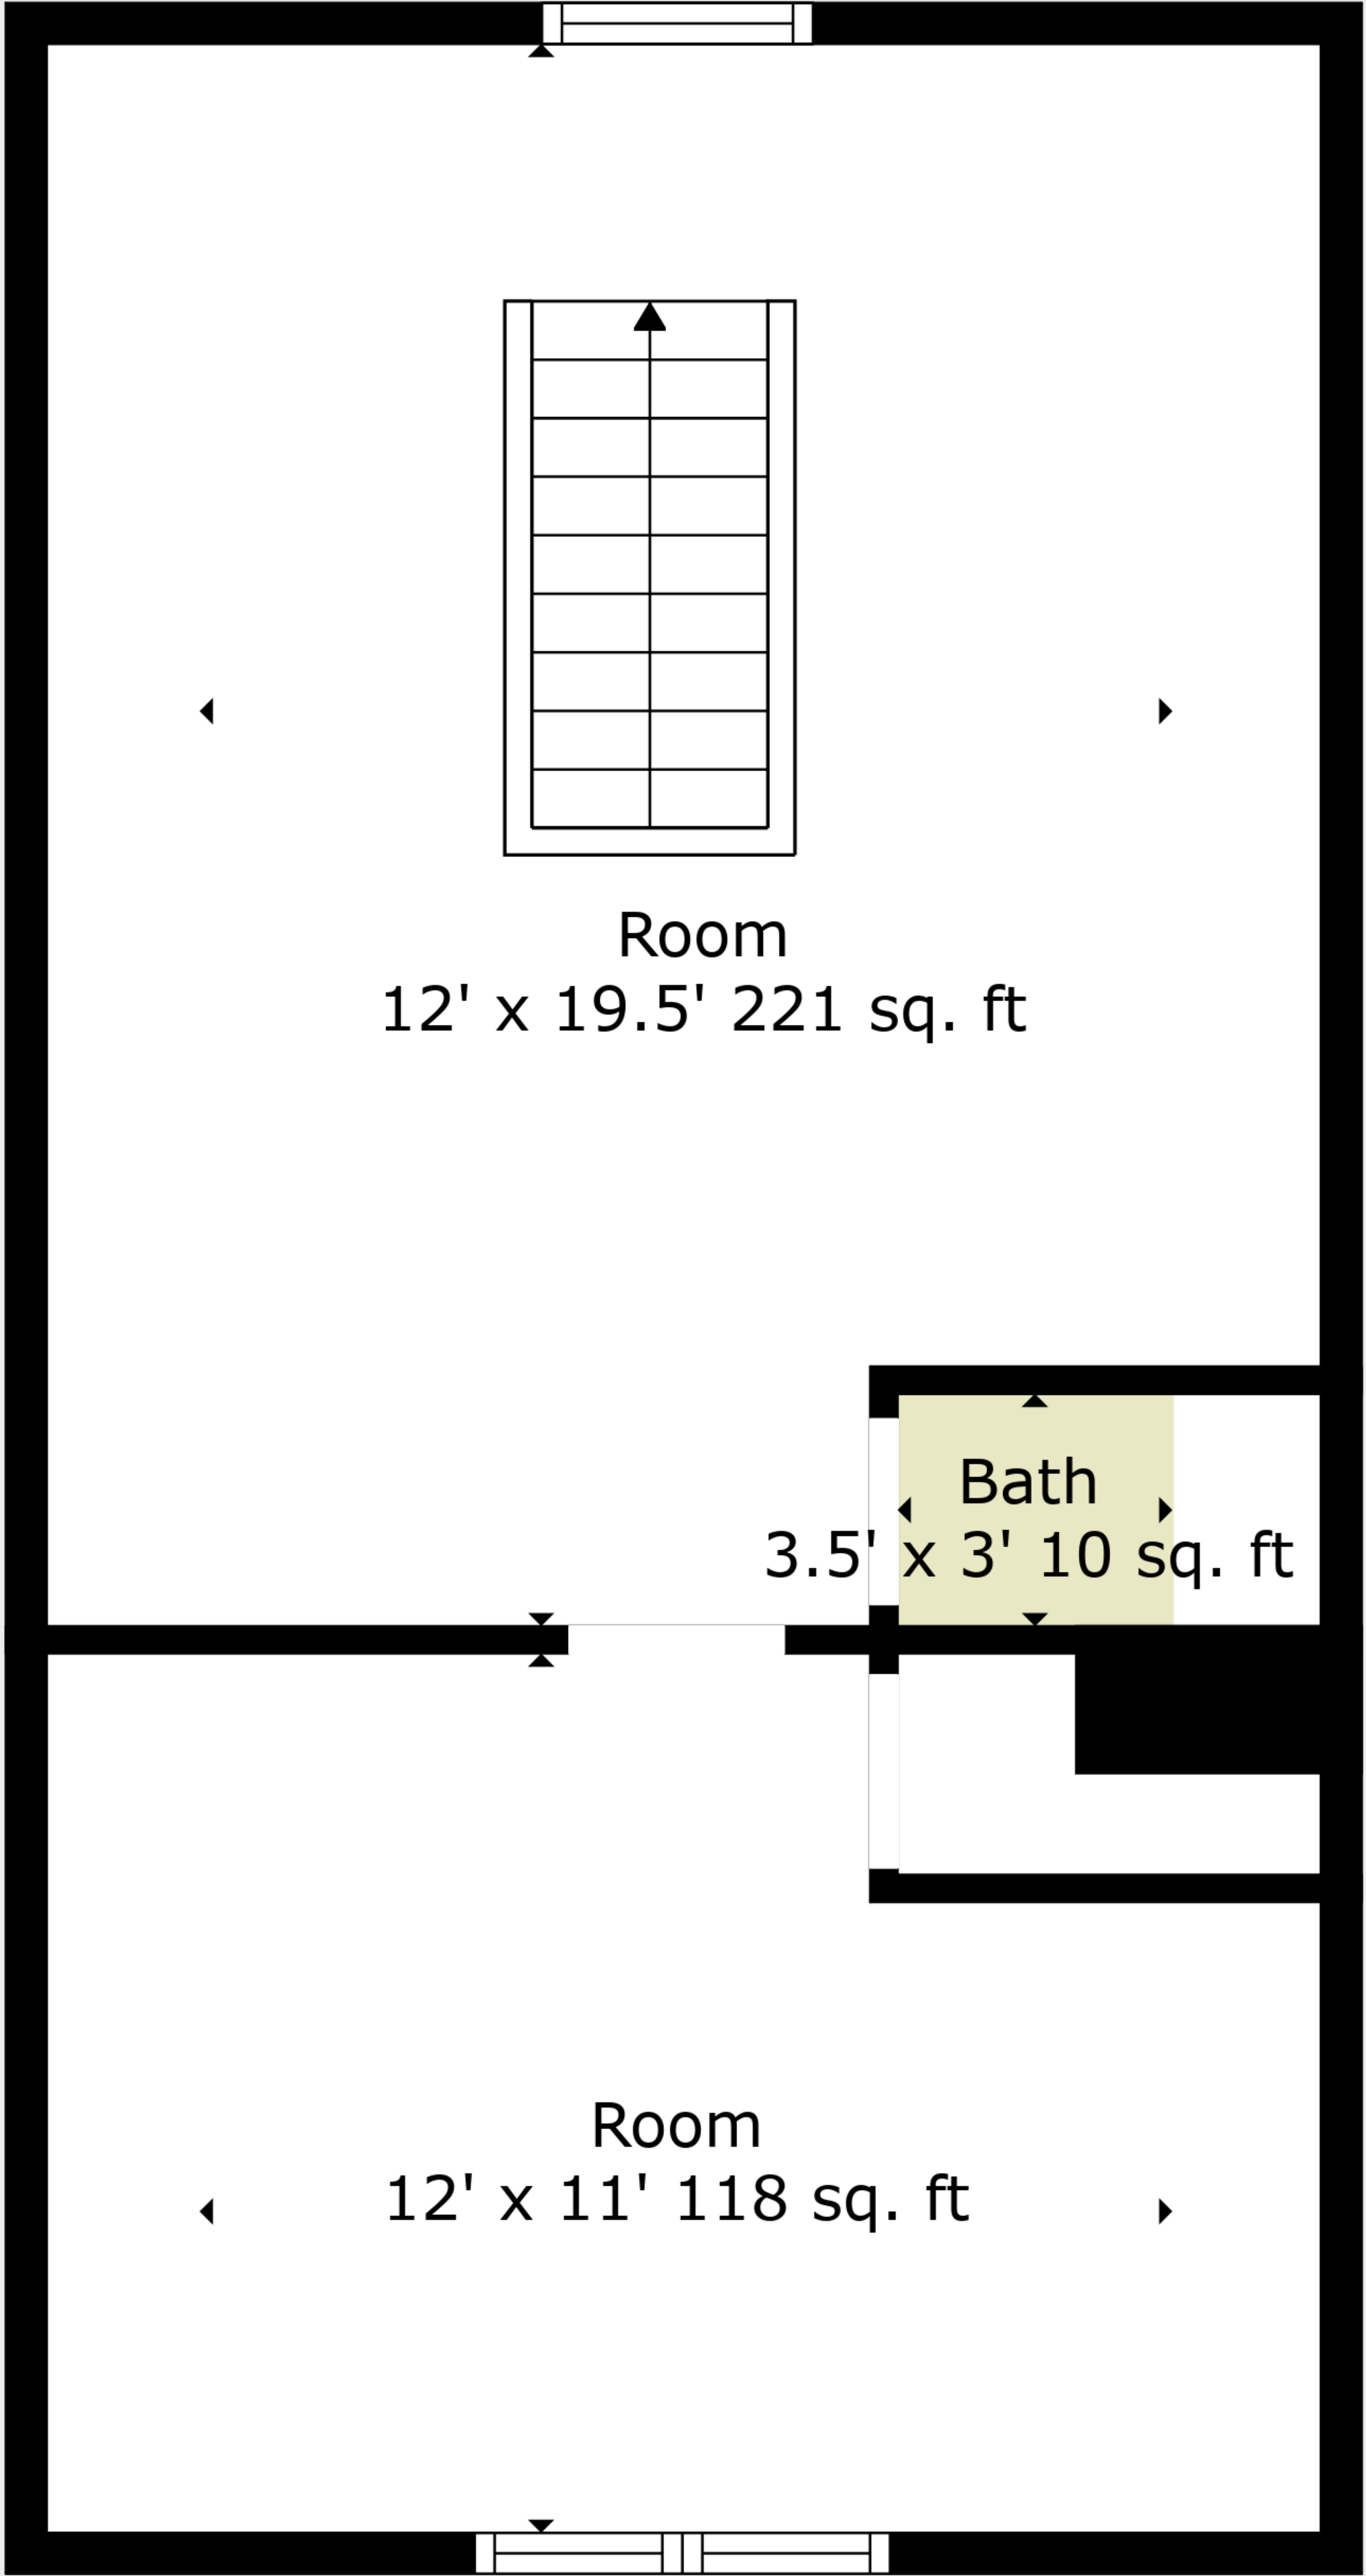 Room
12' x 19.5' 221 sq. ft
Bath
3.5' x 3' 10 sq. ft
Room
12' x 11' 118 sq. ft